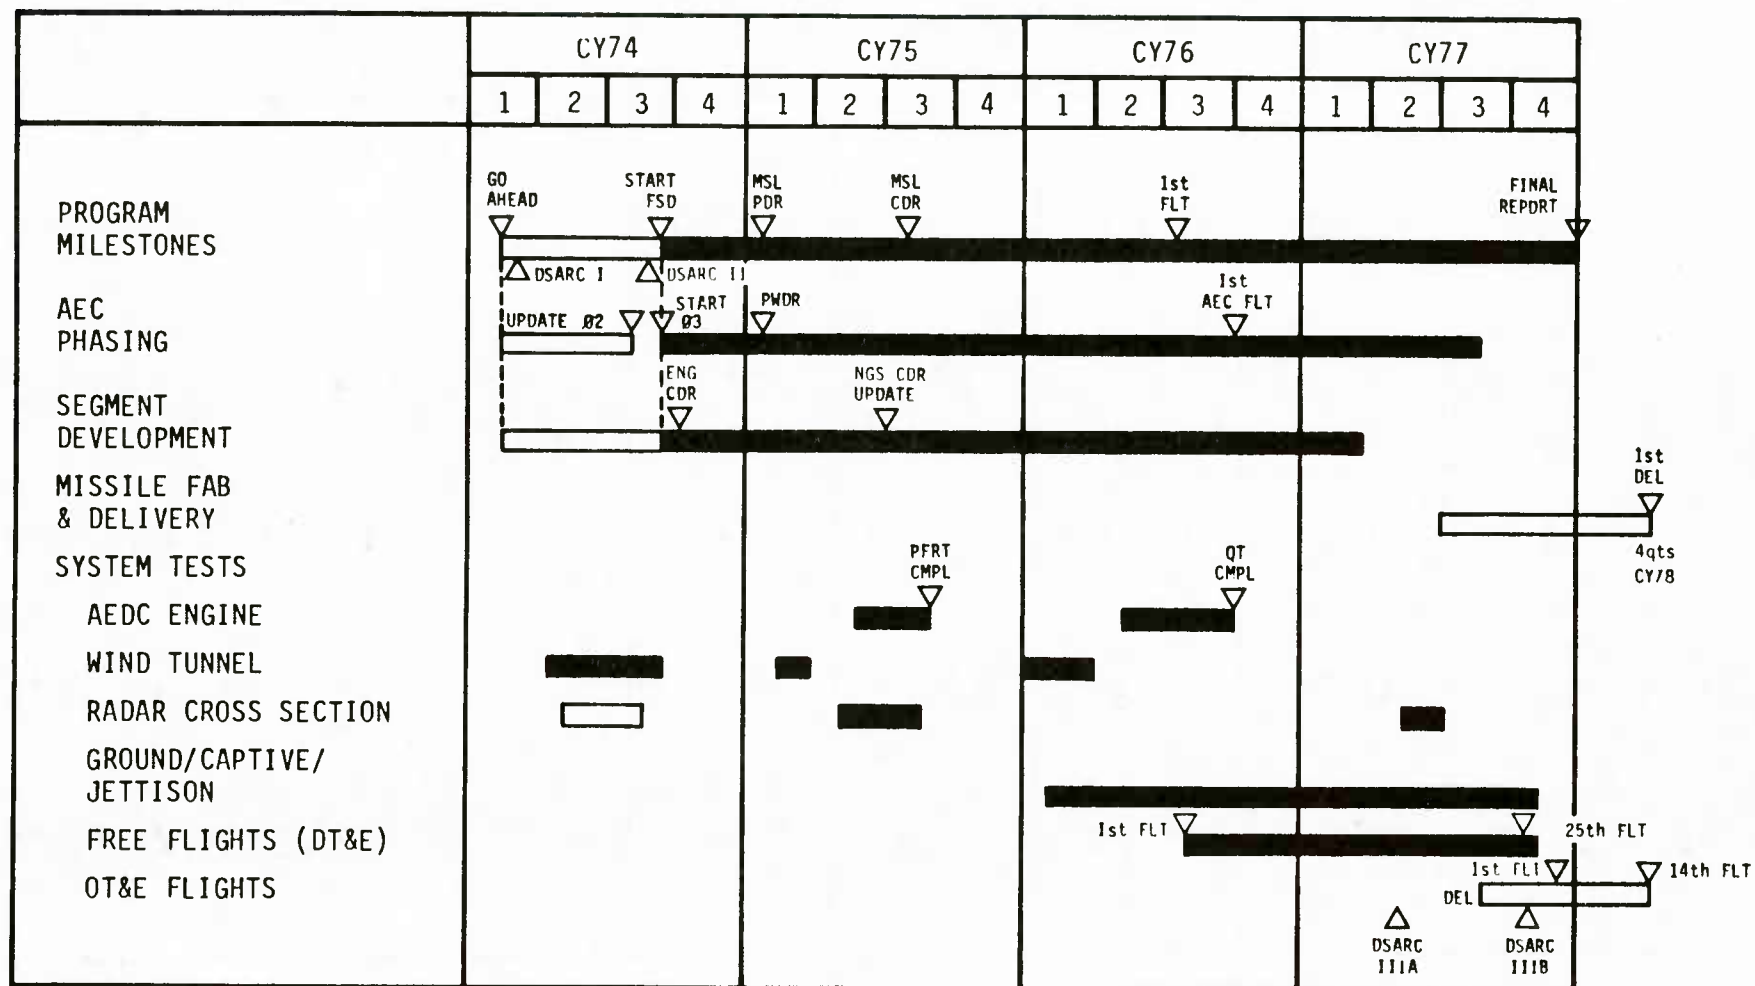 CY74 CY75 CY76 CY77
1 2 3 4 1 2 3 4 1 2 3 4 1 2 3 4
PROGRAM
MILESTONES
GO
AHEAD
START
FSD
MSL
PDR
MSL
CDR
1st
FLT
FINAL
REPORT
DSARC I
DSARC II
AEC
PHASING
UPDATE 02
START
03
PWDR
1st
AEC FLT
SEGMENT
DEVELOPMENT
ENG
CDR
NGS CDR
UPDATE
MISSILE FAB
& DELIVERY
1st
DEL
4qts
CY78
SYSTEM TESTS
AEDC ENGINE
PFRT
CMPL
QT
CMPL
WIND TUNNEL
RADAR CROSS SECTION
GROUND/CAPTIVE/
JETTISON
FREE FLIGHTS (DT&E)
1st FLT
25th FLT
OT&E FLIGHTS
1st FLT
14th FLT
DEL
DSARC
IIIA
DSARC
IIIB